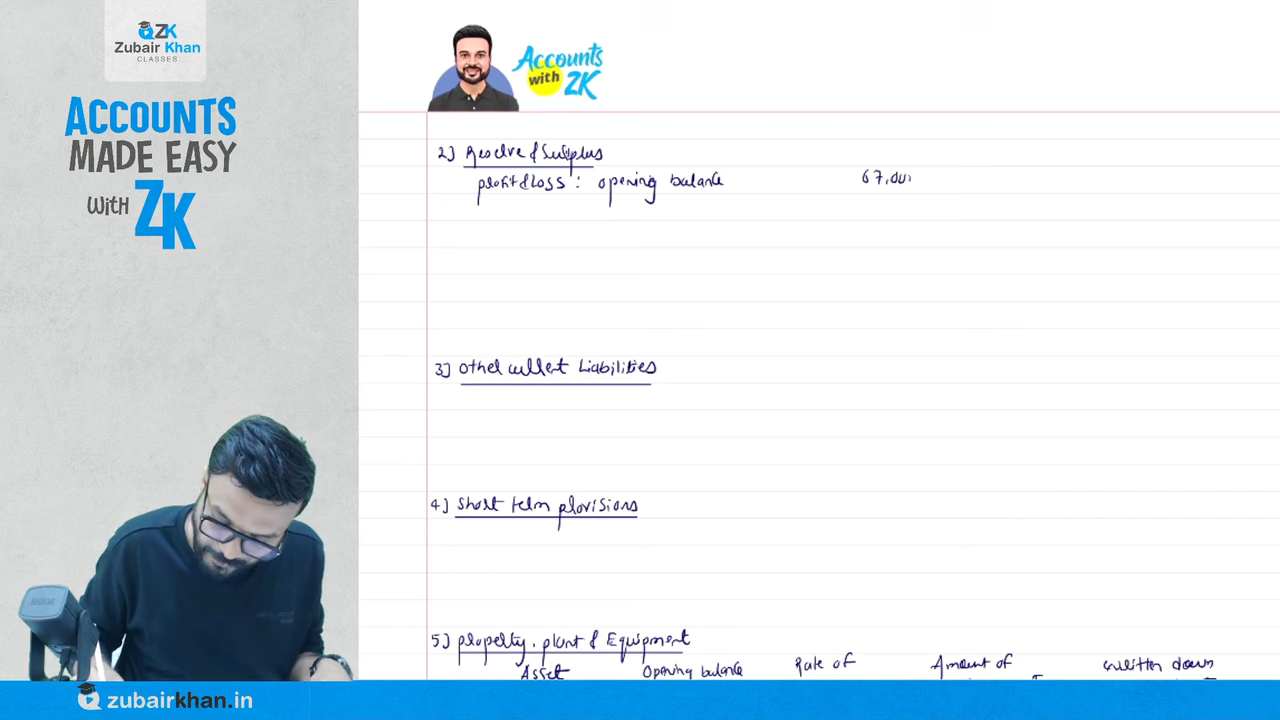 ZK
Zubair Khan
CLASSES
ACCOUNTS
MADE EASY
WITH ZK
Accounts
with
ZK
2] Reserve & Surplus
profit & Loss : opening balance 67,00
3] other current Liabilities
4] Short term provisions
5] property, plant & Equipment
Asset Opening balance Rate of Amount of written down
zubairkhan.in